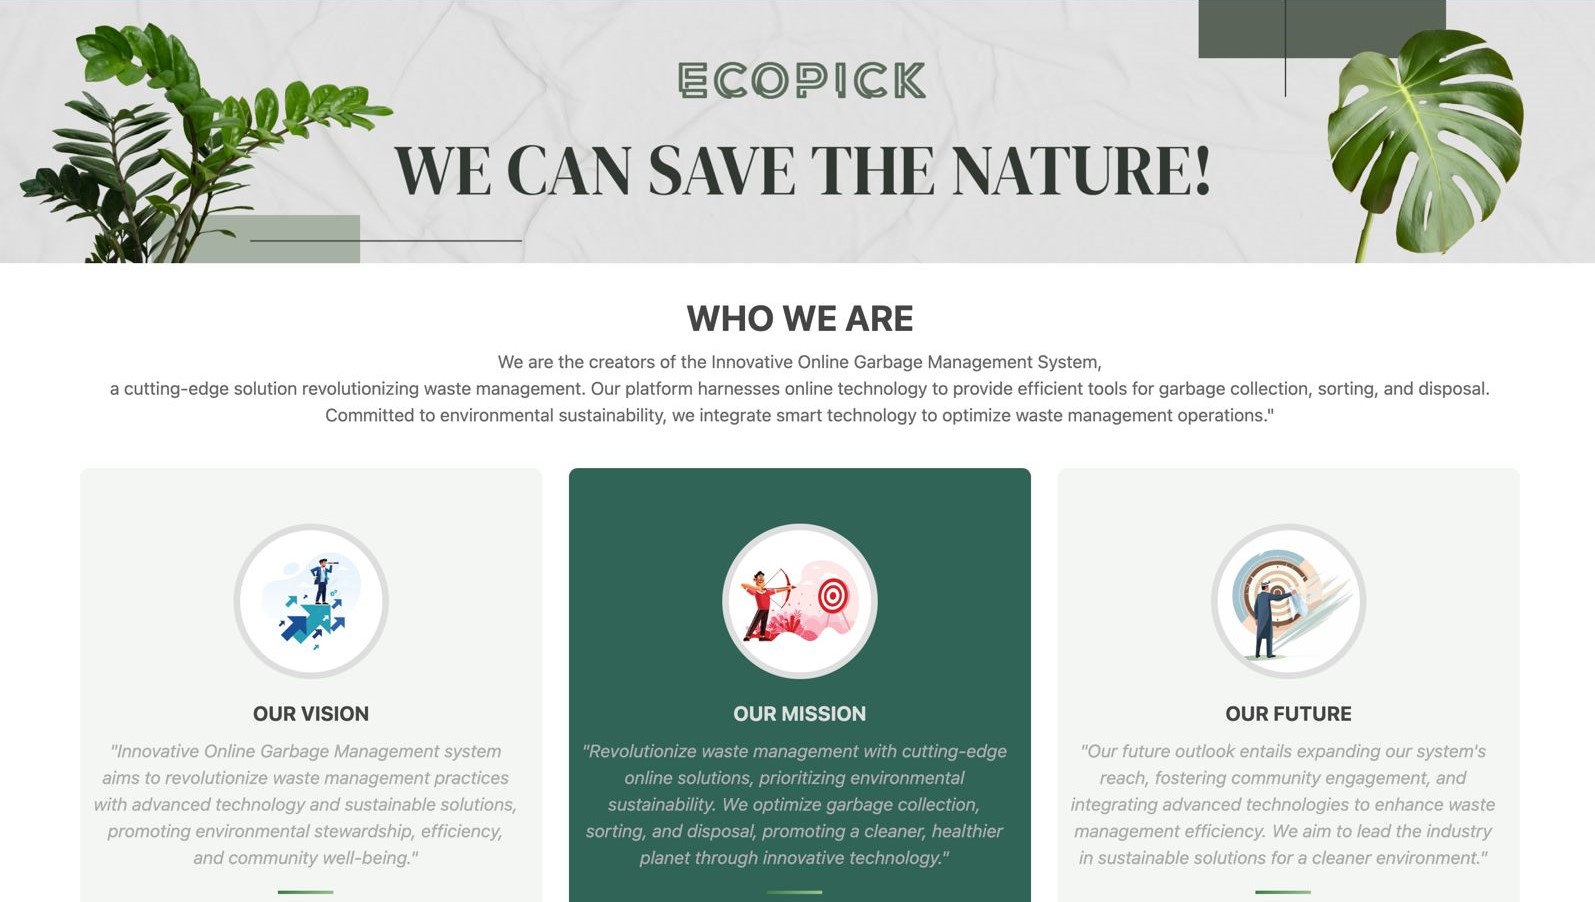 ECOPICK
WE CAN SAVE THE NATURE!
WHO WE ARE
We are the creators of the Innovative Online Garbage Management System,
a cutting-edge solution revolutionizing waste management. Our platform harnesses online technology to provide efficient tools for garbage collection, sorting, and disposal.
Committed to environmental sustainability, we integrate smart technology to optimize waste management operations."
OUR VISION
"Innovative Online Garbage Management system
aims to revolutionize waste management practices
with advanced technology and sustainable solutions,
promoting environmental stewardship, efficiency,
and community well-being."
OUR MISSION
"Revolutionize waste management with cutting-edge
online solutions, prioritizing environmental
sustainability. We optimize garbage collection,
sorting, and disposal, promoting a cleaner, healthier
planet through innovative technology."
OUR FUTURE
"Our future outlook entails expanding our system's
reach, fostering community engagement, and
integrating advanced technologies to enhance waste
management efficiency. We aim to lead the industry
in sustainable solutions for a cleaner environment."